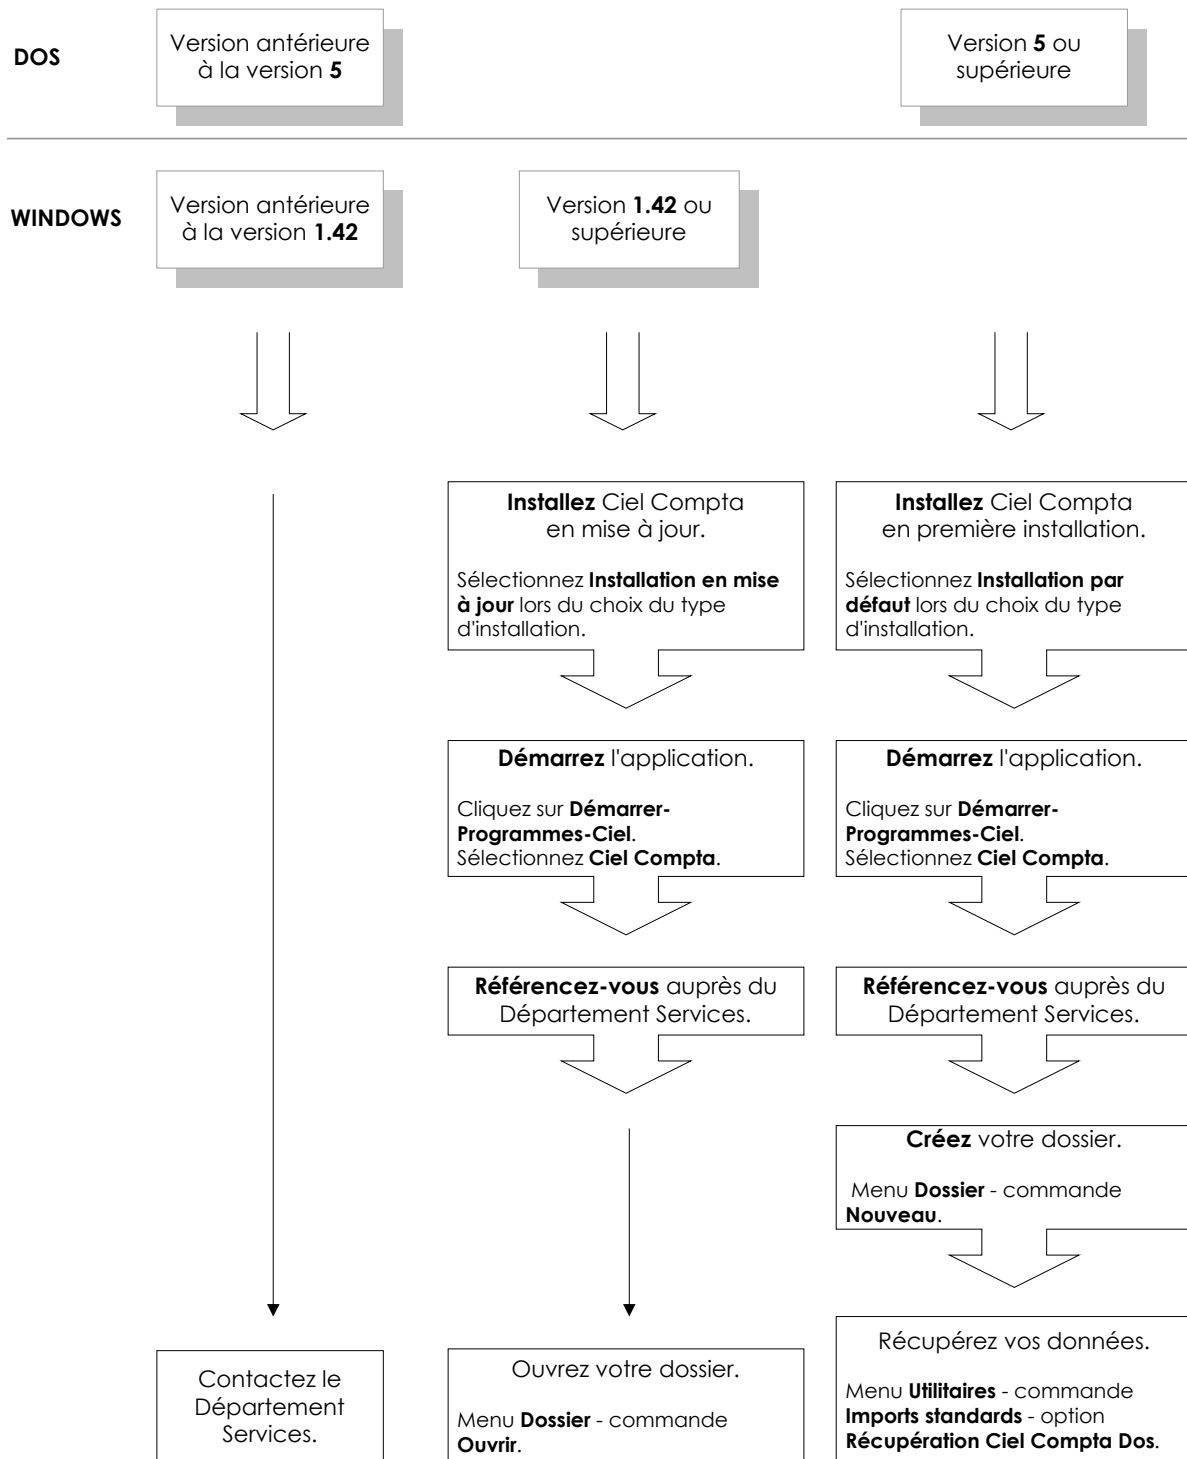 DOS
Version antérieure
à la version 5
Version 5 ou
supérieure
WINDOWS
Version antérieure
à la version 1.42
Version 1.42 ou
supérieure
Installez Ciel Compta
en mise à jour.
Sélectionnez Installation en mise
à jour lors du choix du type
d'installation.
Installez Ciel Compta
en première installation.
Sélectionnez Installation par
défaut lors du choix du type
d'installation.
Démarrez l'application.
Cliquez sur Démarrer-
Programmes-Ciel.
Sélectionnez Ciel Compta.
Démarrez l'application.
Cliquez sur Démarrer-
Programmes-Ciel.
Sélectionnez Ciel Compta.
Référencez-vous auprès du
Département Services.
Référencez-vous auprès du
Département Services.
Créez votre dossier.
Menu Dossier - commande
Nouveau.
Contactez le
Département
Services.
Ouvrez votre dossier.
Menu Dossier - commande
Ouvrir.
Récupérez vos données.
Menu Utilitaires - commande
Imports standards - option
Récupération Ciel Compta Dos.